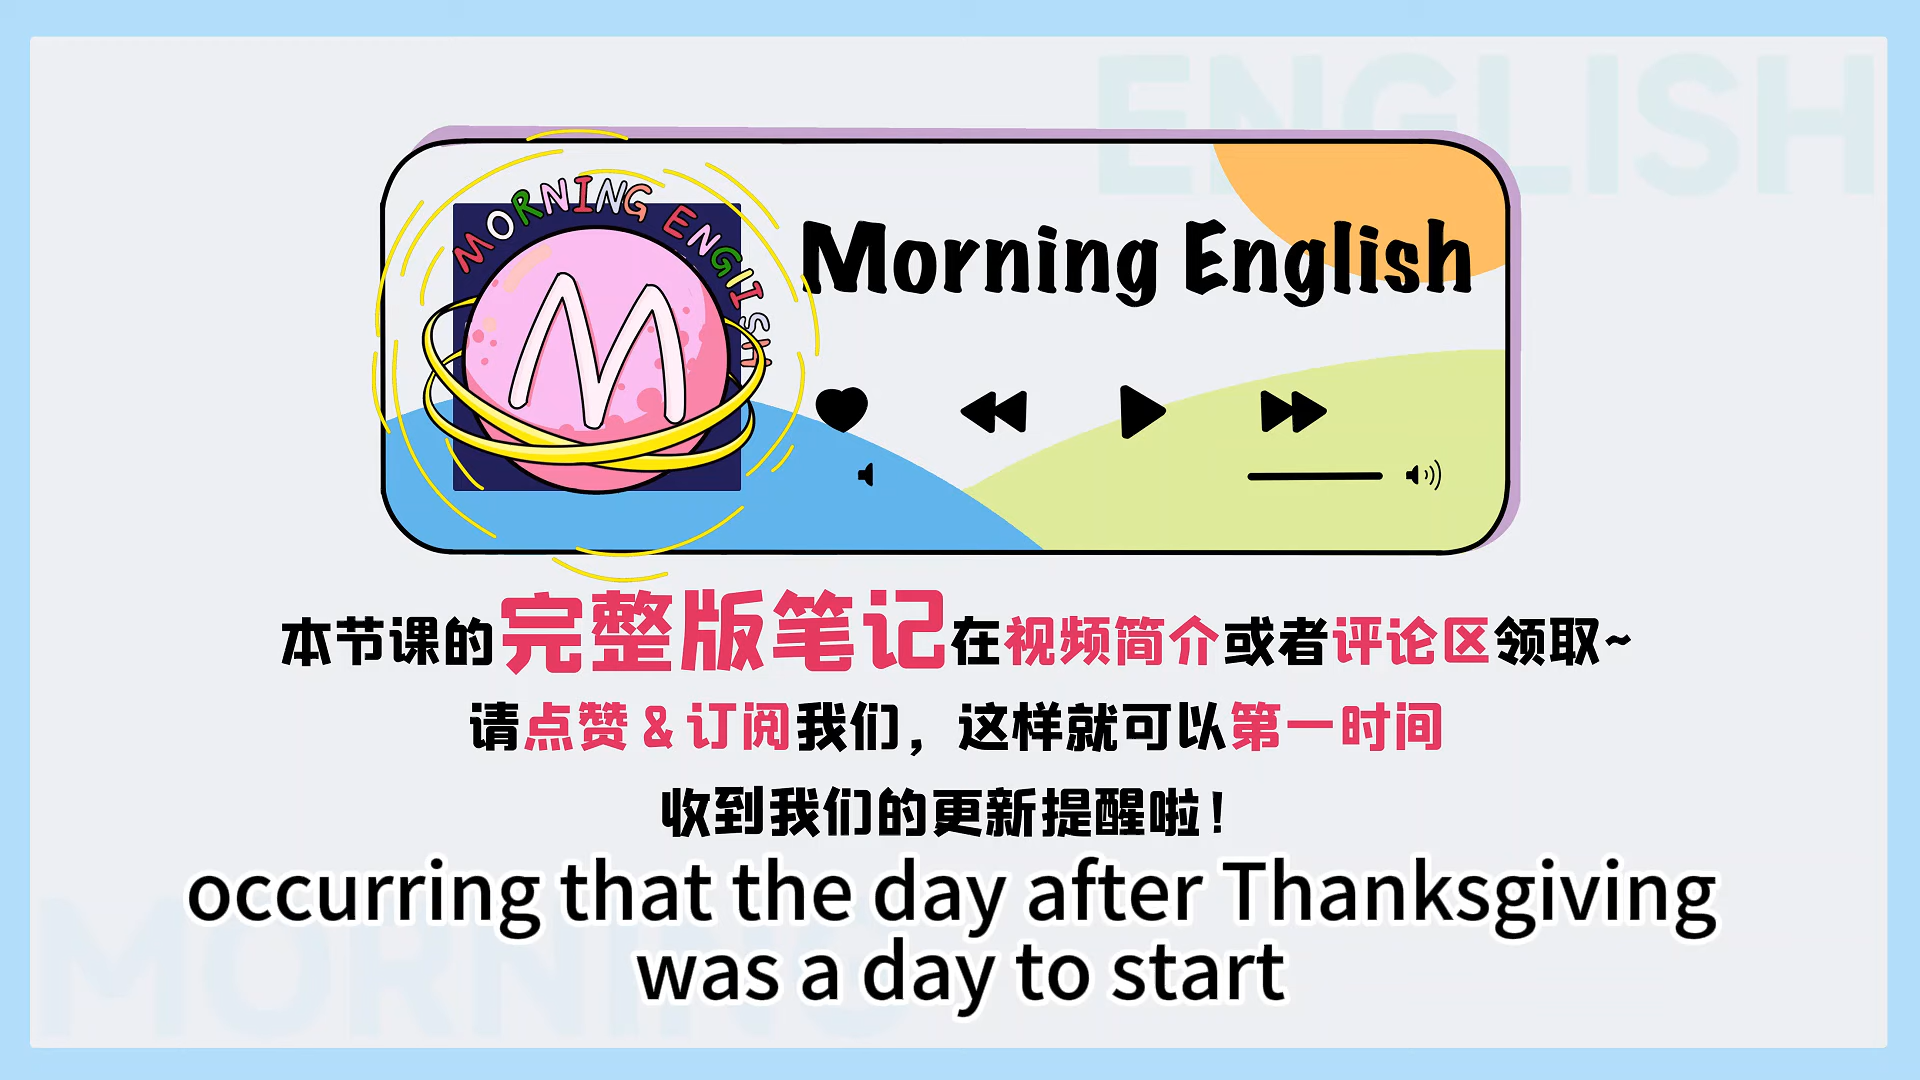 ENGLISH
MORNING ENGLISH
M
Morning English
本节课的完整版笔记在视频简介或者评论区领取~
请点赞&订阅我们，这样就可以第一时间
收到我们的更新提醒啦！
occurring that the day after Thanksgiving
was a day to start
MORNING